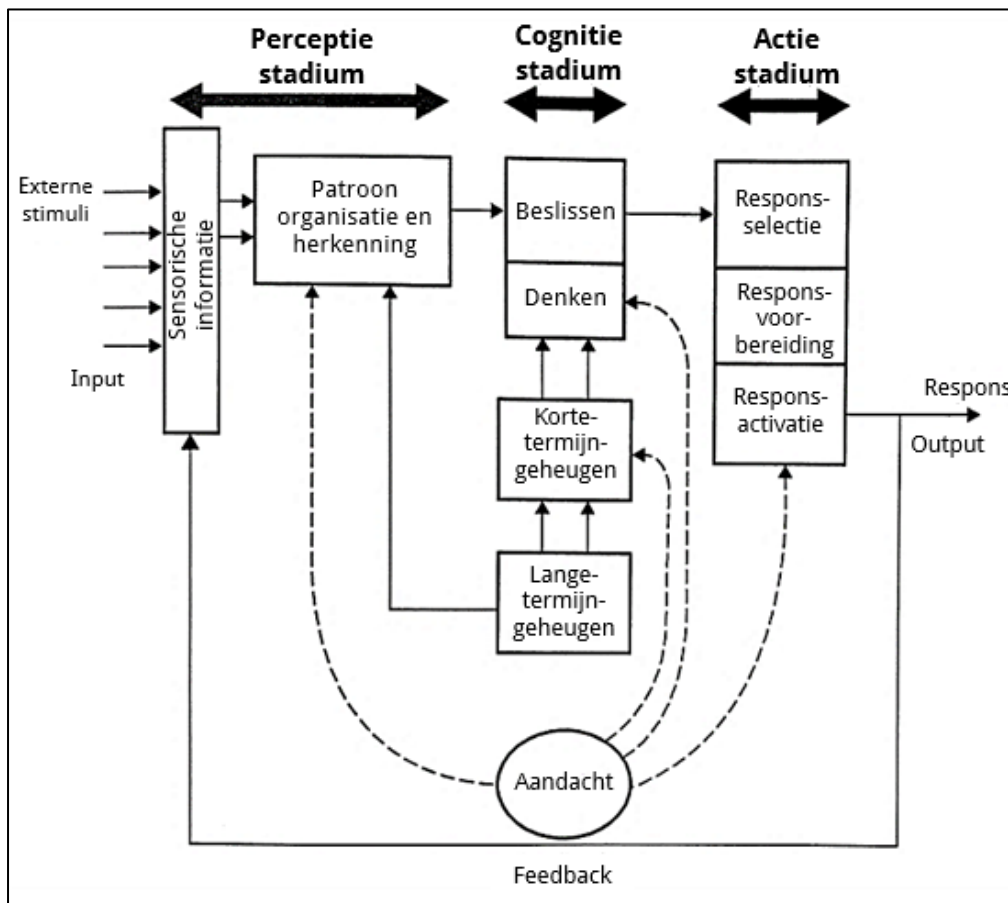 Perceptie
stadium
Cognitie
stadium
Actie
stadium
Externe
stimuli
Input
Sensorische
informatie
Patroon
organisatie en
herkenning
Beslissen
Denken
Korte-
termijn-
geheugen
Lange-
termijn-
geheugen
Respons-
selectie
Respons-
voor-
bereiding
Respons-
activatie
Respons
Output
Aandacht
Feedback